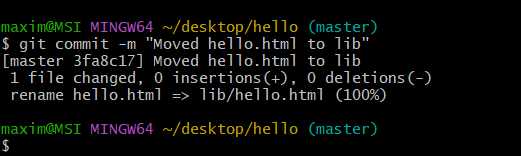 maxim@MSI MINGW64 ~/desktop/hello (master)
$ git commit -m "Moved hello.html to lib"
[master 3fa8c17] Moved hello.html to lib
 1 file changed, 0 insertions(+), 0 deletions(-)
 rename hello.html => lib/hello.html (100%)
maxim@MSI MINGW64 ~/desktop/hello (master)
$